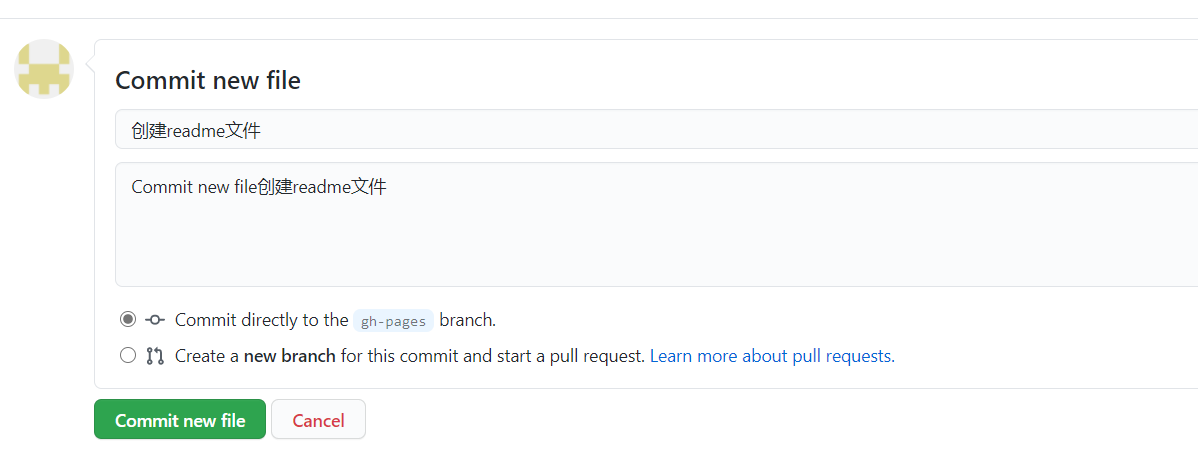 Commit new file
创建readme文件
Commit new file创建readme文件
Commit directly to the gh-pages branch.
Create a new branch for this commit and start a pull request. Learn more about pull requests.
Commit new file Cancel